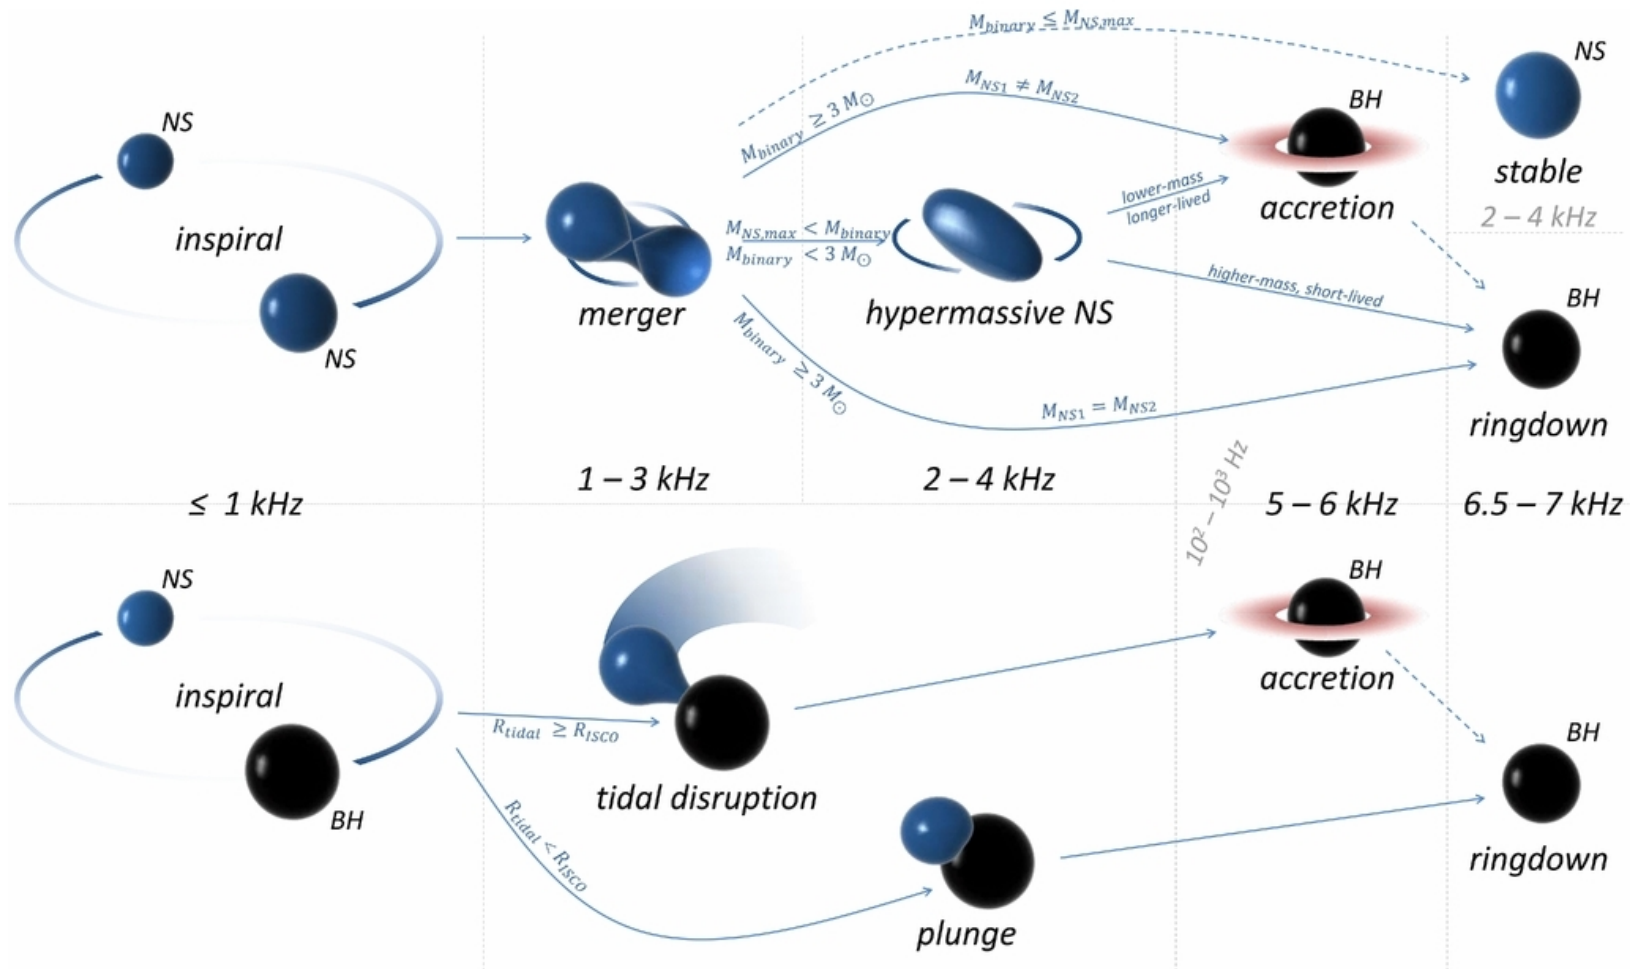 M_binary ≤ M_NS,max
NS
stable
2 – 4 kHz
M_binary ≥ 3 M_⊙
M_NS1 ≠ M_NS2
BH
accretion
NS
inspiral
NS
merger
M_NS,max < M_binary
M_binary < 3 M_⊙
hypermassive NS
lower-mass
longer-lived
higher-mass, short-lived
BH
ringdown
M_binary ≥ 3 M_⊙
M_NS1 = M_NS2
≤ 1 kHz
1 – 3 kHz
2 – 4 kHz
10² – 10³ Hz
5 – 6 kHz
6.5 – 7 kHz
NS
inspiral
BH
R_tidal ≥ R_ISCO
tidal disruption
R_tidal < R_ISCO
plunge
BH
accretion
BH
ringdown